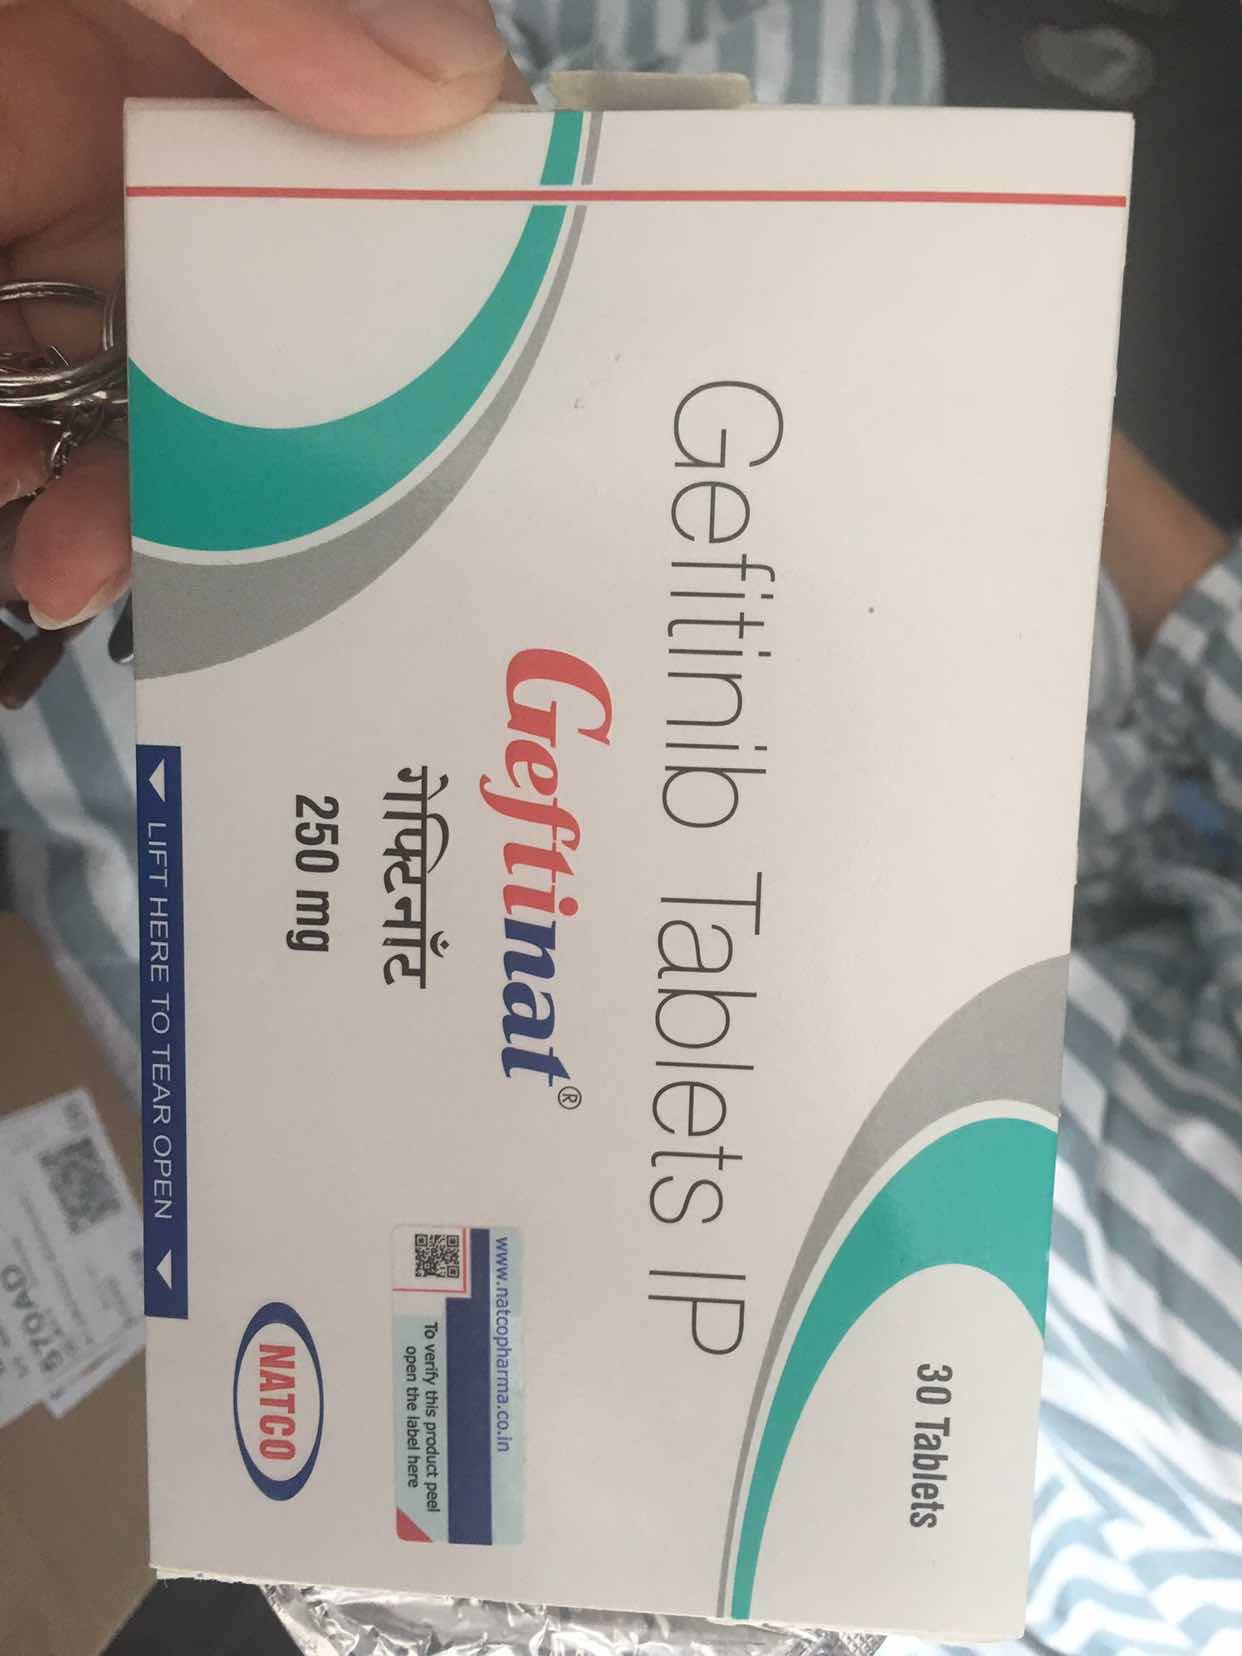 30 Tablets
Gefitinib Tablets IP
Geftinat®
गेफ्टिनॉट
250 mg
www.natcopharma.co.in
To verify this product peel
open the label here
NATCO
LIFT HERE TO TEAR OPEN